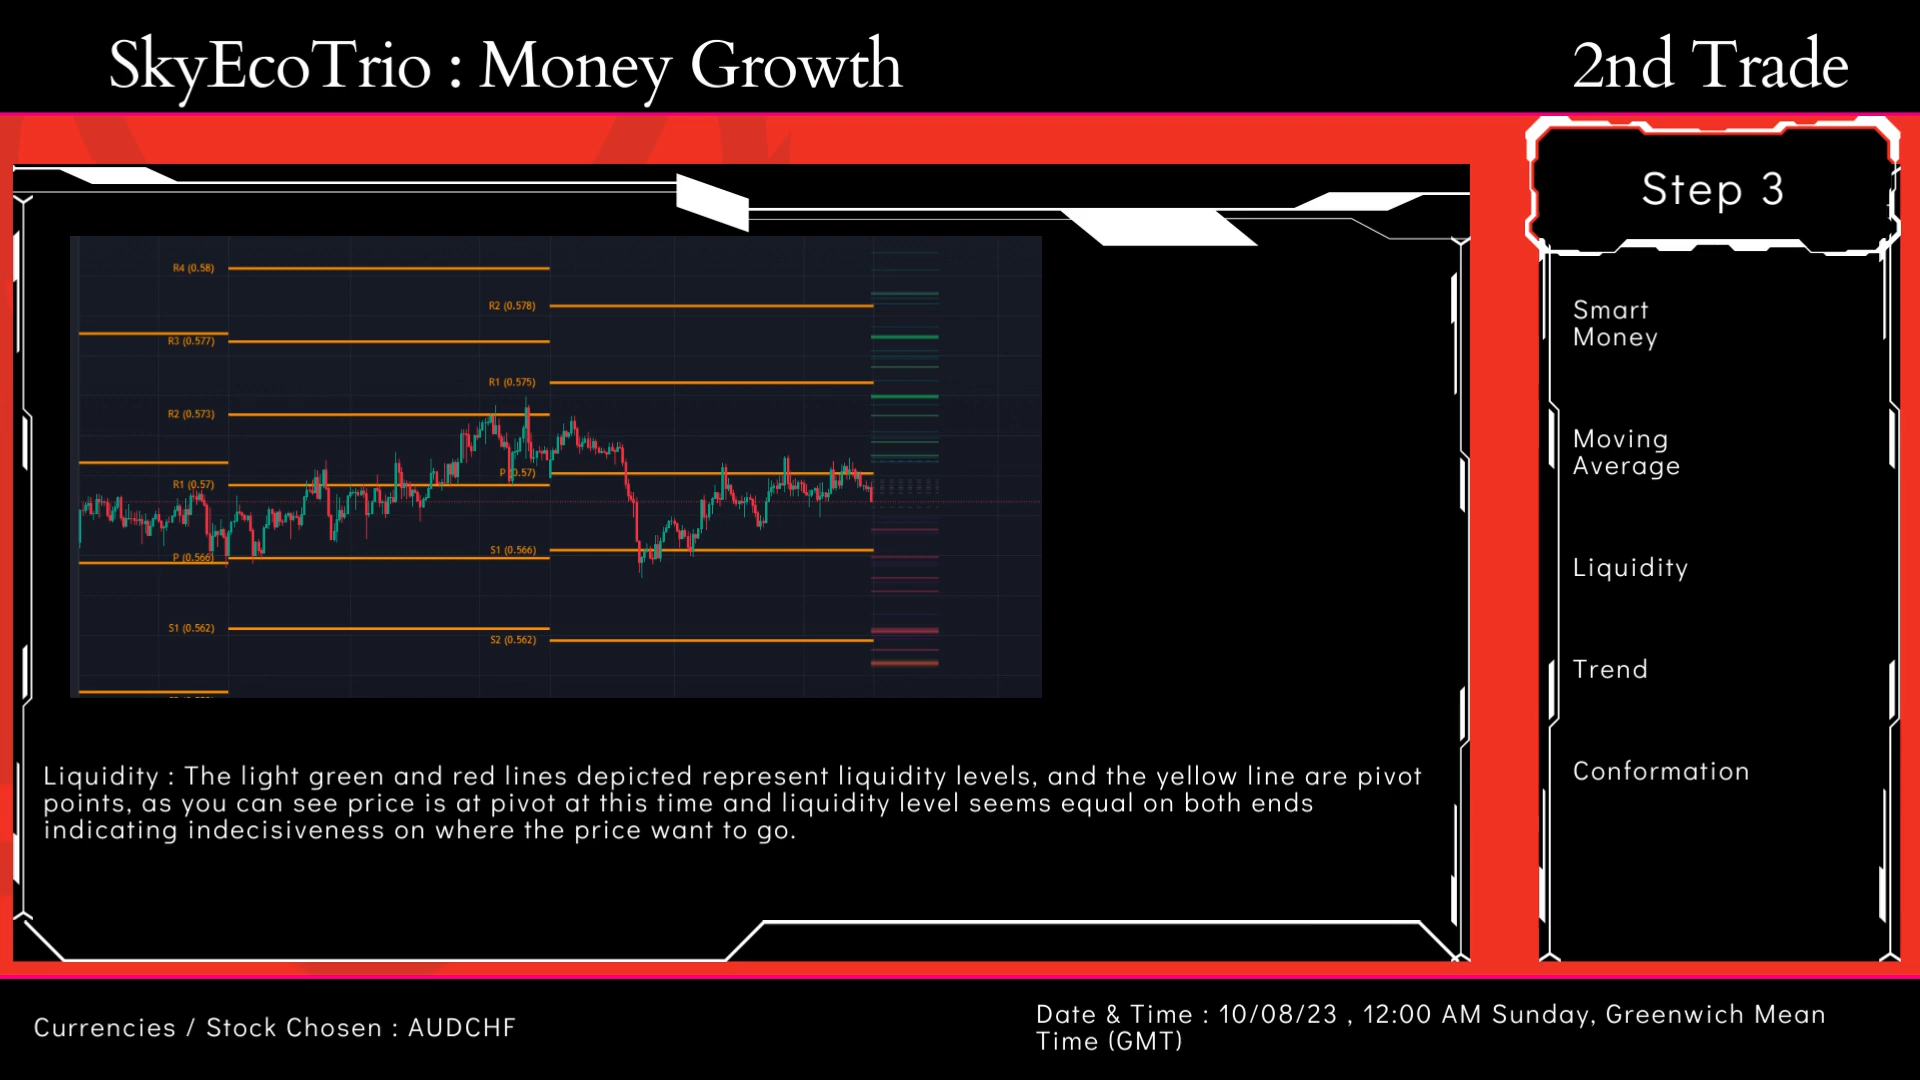 SkyEcoTrio : Money Growth
2nd Trade
Step 3
R4 (0.58)
R2 (0.578)
R3 (0.577)
R1 (0.575)
R2 (0.573)
P (0.57)
R1 (0.57)
S1 (0.566)
P (0.566)
S1 (0.562)
S2 (0.562)
Smart
Money
Moving
Average
Liquidity
Trend
Conformation
Liquidity : The light green and red lines depicted represent liquidity levels, and the yellow line are pivot
points, as you can see price is at pivot at this time and liquidity level seems equal on both ends
indicating indecisiveness on where the price want to go.
Currencies / Stock Chosen : AUDCHF
Date & Time : 10/08/23 , 12:00 AM Sunday, Greenwich Mean
Time (GMT)